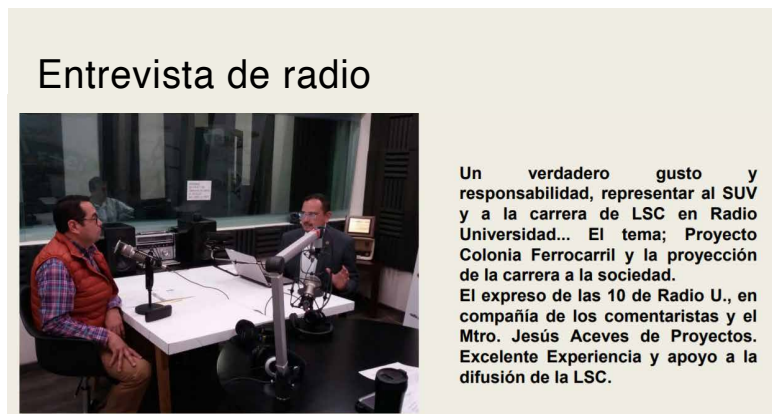 Entrevista de radio
Un verdadero gusto y
responsabilidad, representar al SUV
y a la carrera de LSC en Radio
Universidad... El tema; Proyecto
Colonia Ferrocarril y la proyección
de la carrera a la sociedad.
El expreso de las 10 de Radio U., en
compañía de los comentaristas y el
Mtro. Jesús Aceves de Proyectos.
Excelente Experiencia y apoyo a la
difusión de la LSC.